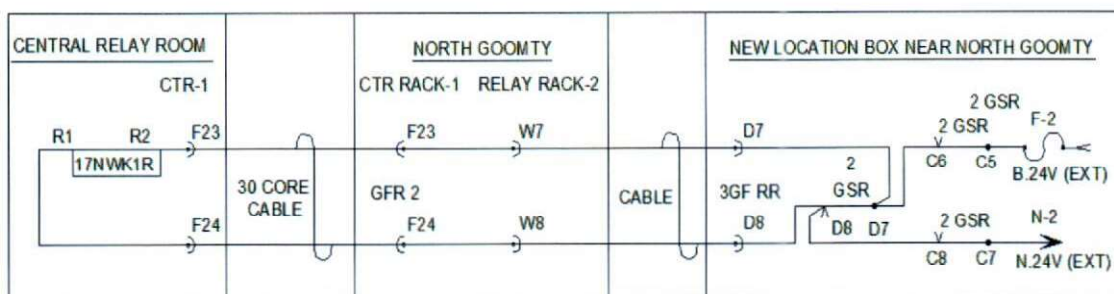 CENTRAL RELAY ROOM
NORTH GOOMTY
NEW LOCATION BOX NEAR NORTH GOOMTY
CTR-1
CTR RACK-1 RELAY RACK-2
2 GSR
R1 R2 F23
F23 W7
D7
2 GSR F-2
17NWK1R
C6 C5
B.24V (EXT)
30 CORE
CABLE
GFR 2
CABLE
3GF RR
2
GSR
F24
F24 W8
D8
D8 D7
2 GSR N-2
C8 C7
N.24V (EXT)